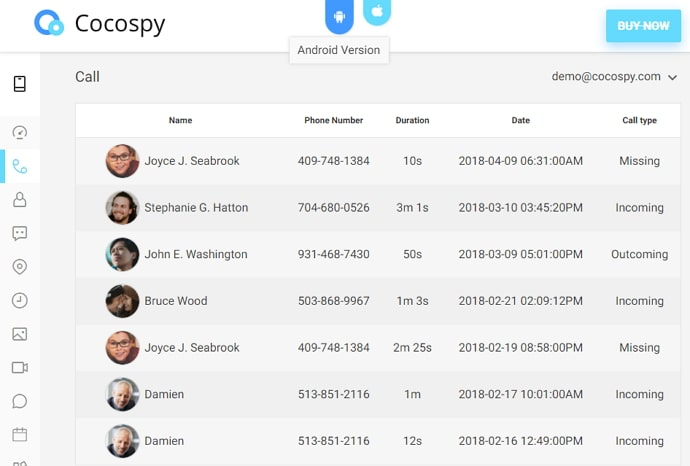 Cocospy
BUY NOW
Android Version
Call
demo@cocospy.com
Name Phone Number Duration Date Call type
Joyce J. Seabrook 409-748-1384 10s 2018-04-09 06:31:00AM Missing
Stephanie G. Hatton 704-680-0526 3m 1s 2018-03-10 03:45:20PM Incoming
John E. Washington 931-468-7430 50s 2018-03-09 05:01:00PM Outcoming
Bruce Wood 503-868-9967 1m 3s 2018-02-21 02:09:12PM Incoming
Joyce J. Seabrook 409-748-1384 2m 25s 2018-02-19 08:58:00PM Missing
Damien 513-851-2116 1m 2018-02-17 10:01:00AM Incoming
Damien 513-851-2116 12s 2018-02-16 12:49:00PM Incoming